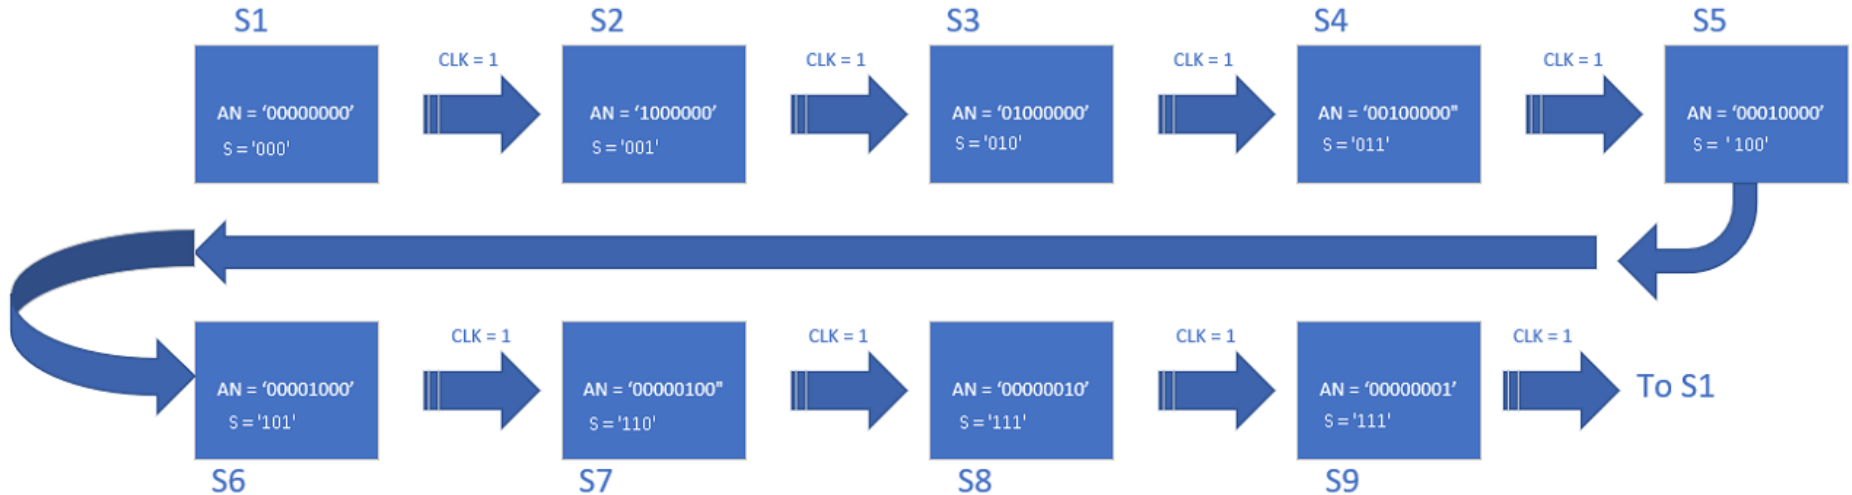 S1 S2 S3 S4 S5
CLK = 1 CLK = 1 CLK = 1 CLK = 1
AN = ‘00000000’ AN = ‘1000000’ AN = ‘01000000’ AN = ‘00100000" AN = ‘00010000’
S = '000' S = '001' S = '010' S = '011' S = ' 100'
CLK = 1 CLK = 1 CLK = 1 CLK = 1
AN = ‘00001000’ AN = ‘00000100" AN = ‘00000010’ AN = ‘00000001’ To S1
S = '101' S = '110' S = '111' S = '111'
S6 S7 S8 S9